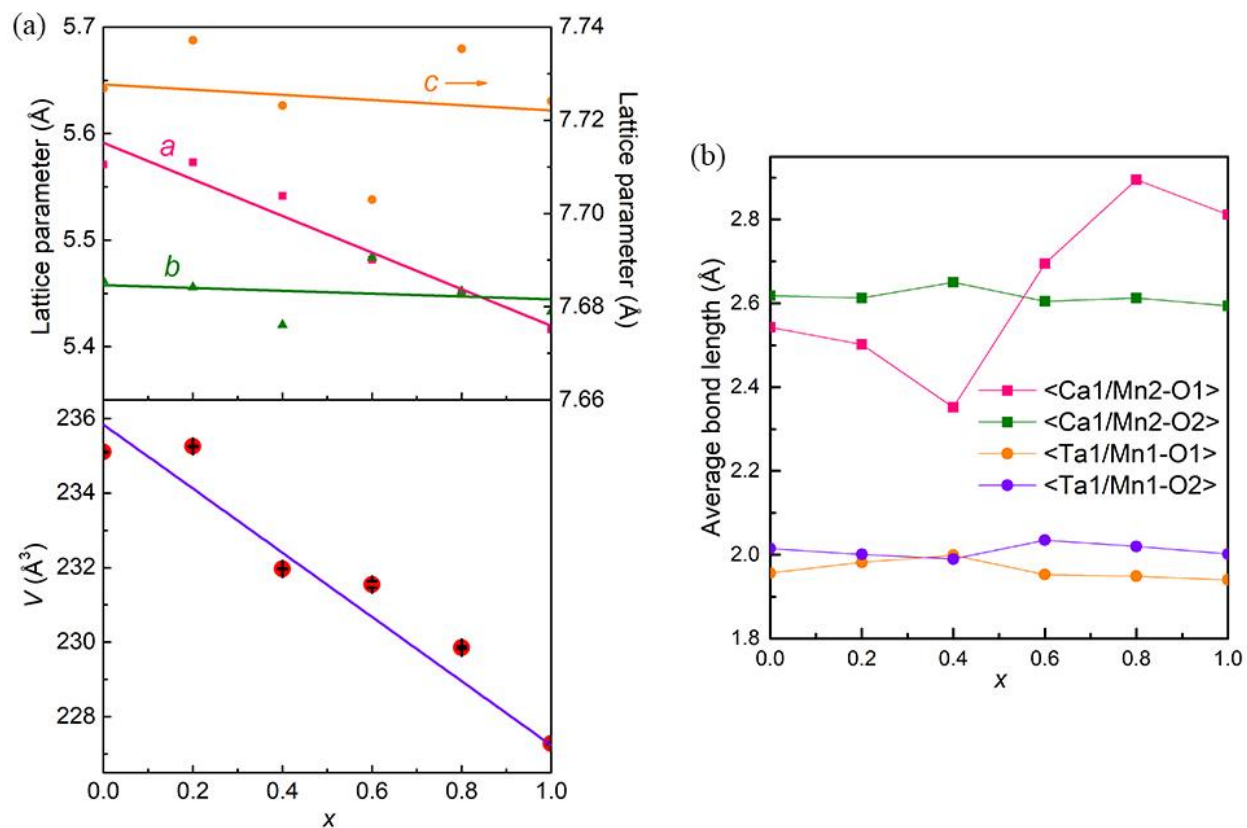 (a)
5.7
5.6
5.5
5.4
Lattice parameter (Å)
c
a
b
7.74
7.72
7.70
7.68
7.66
Lattice parameter (Å)
236
234
232
230
228
V (Å³)
0.0 0.2 0.4 0.6 0.8 1.0
x
(b)
2.8
2.6
2.4
2.2
2.0
1.8
Average bond length (Å)
<Ca1/Mn2-O1>
<Ca1/Mn2-O2>
<Ta1/Mn1-O1>
<Ta1/Mn1-O2>
0.0 0.2 0.4 0.6 0.8 1.0
x